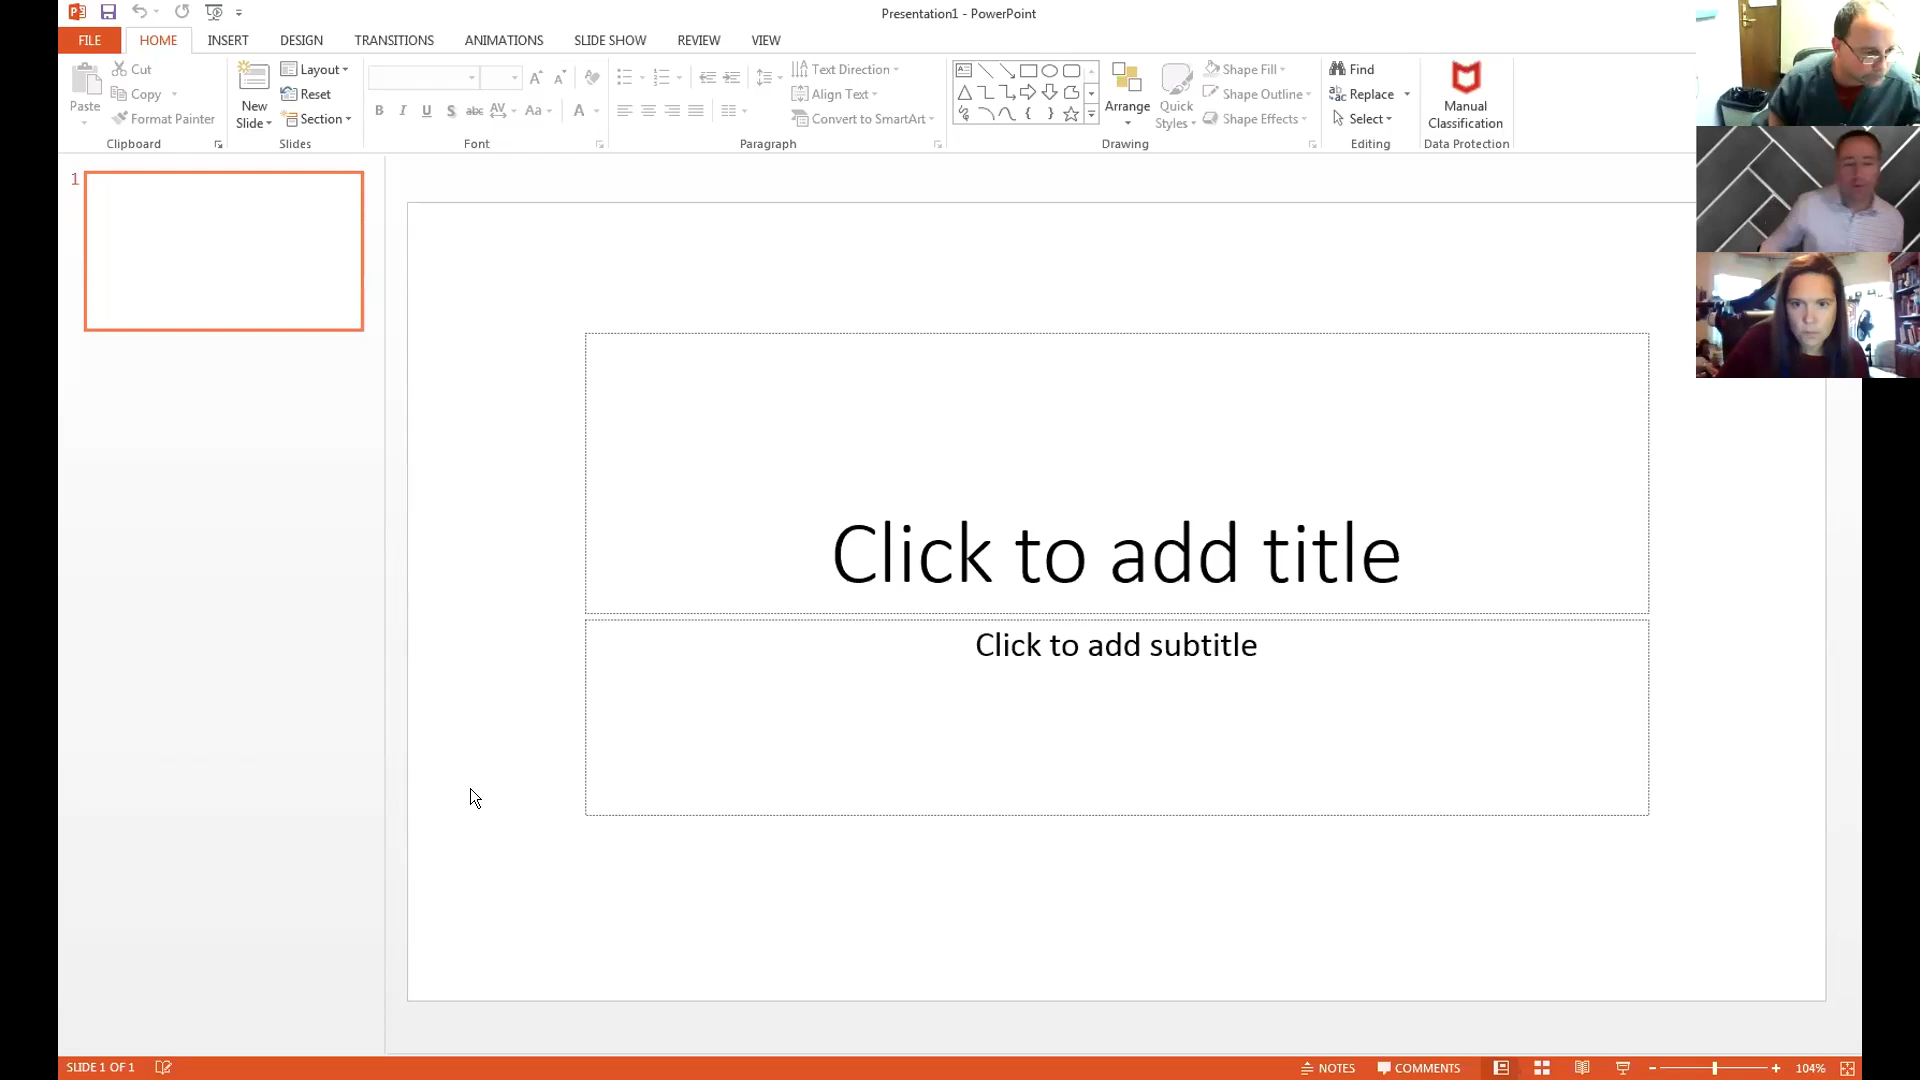 Presentation1 - PowerPoint
FILE HOME INSERT DESIGN TRANSITIONS ANIMATIONS SLIDE SHOW REVIEW VIEW
Paste
Cut
Copy
Format Painter
Clipboard
New
Slide
Layout
Reset
Section
Slides
B I U S abc AV Aa A
Font
Text Direction
Align Text
Convert to SmartArt
Paragraph
Arrange
Quick
Styles
Shape Fill
Shape Outline
Shape Effects
Drawing
Find
Replace
Select
Editing
Manual
Classification
Data Protection
1
Click to add title
Click to add subtitle
SLIDE 1 OF 1 NOTES COMMENTS 104%